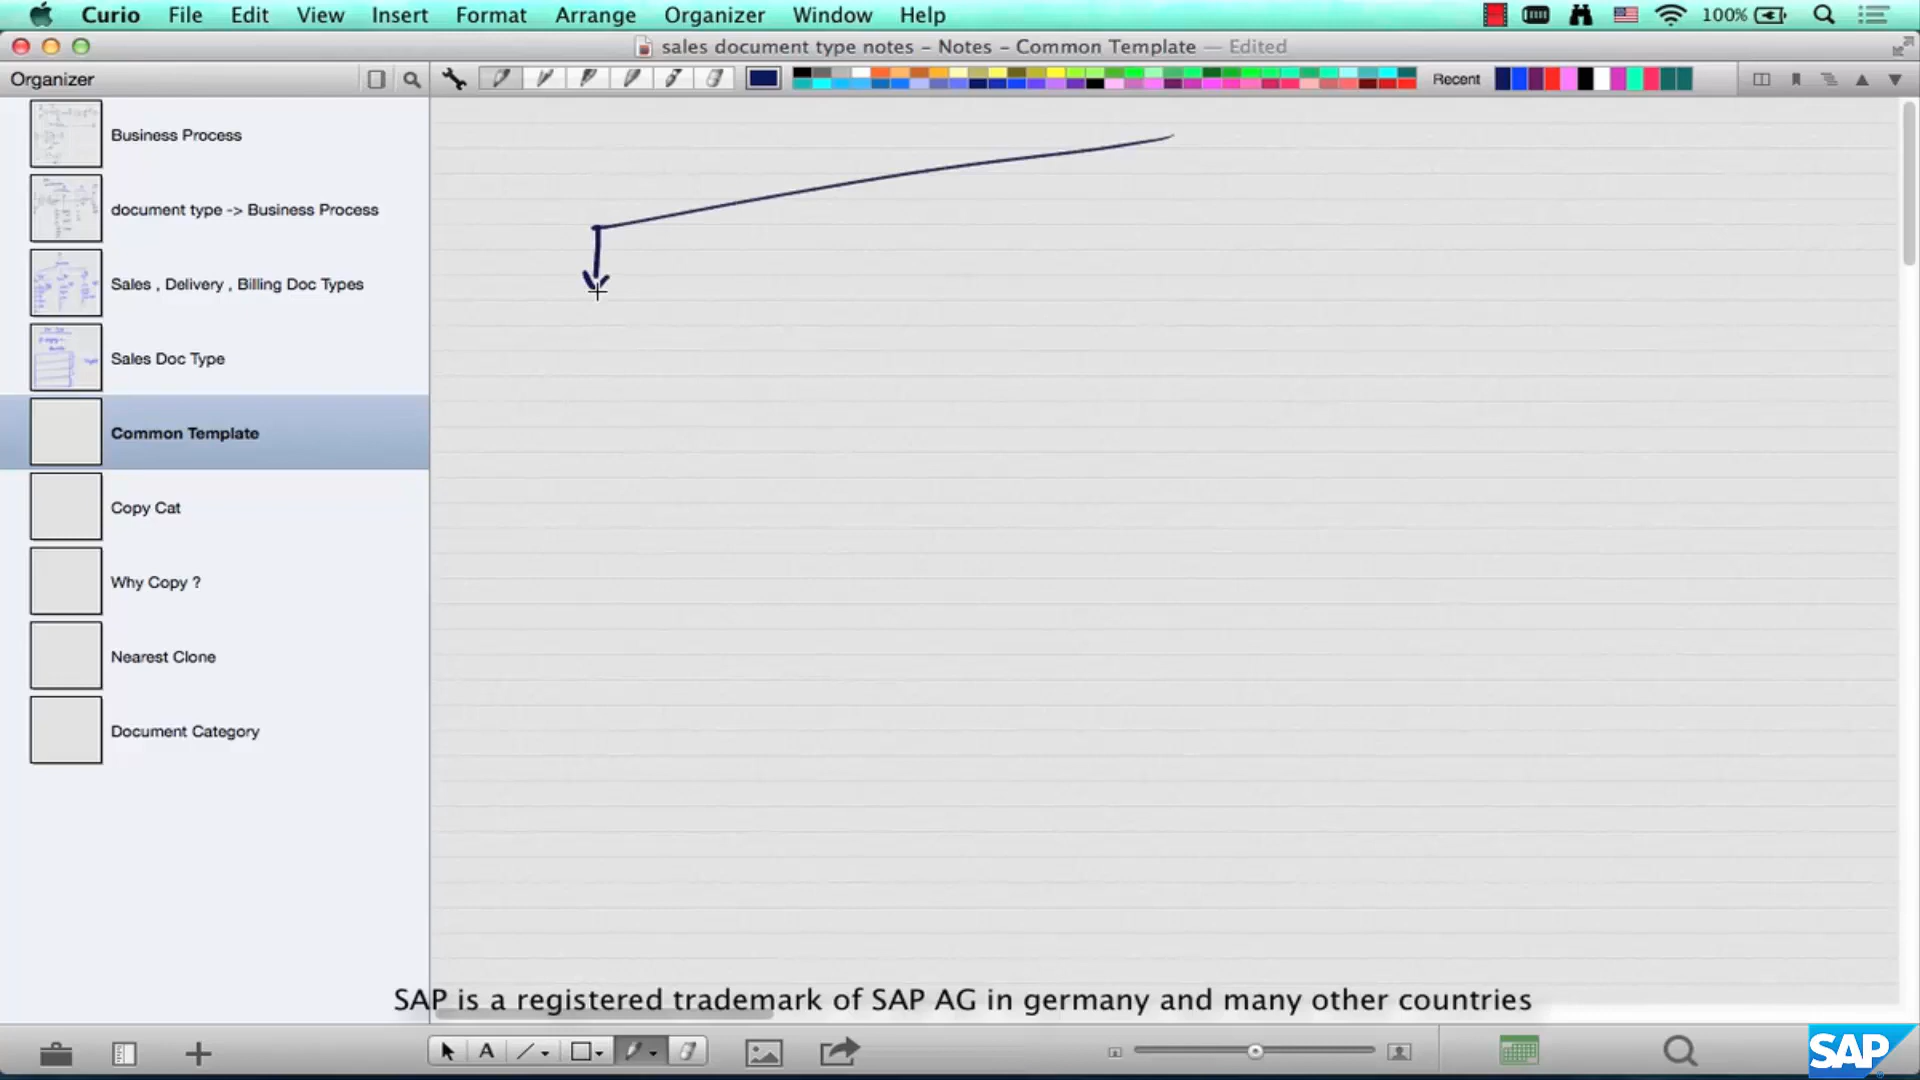 Curio File Edit View Insert Format Arrange Organizer Window Help 100%
sales document type notes – Notes – Common Template — Edited
Organizer
Recent
Business Process
document type -> Business Process
Sales , Delivery , Billing Doc Types
Sales Doc Type
Common Template
Copy Cat
Why Copy ?
Nearest Clone
Document Category
SAP is a registered trademark of SAP AG in germany and many other countries
A
SAP